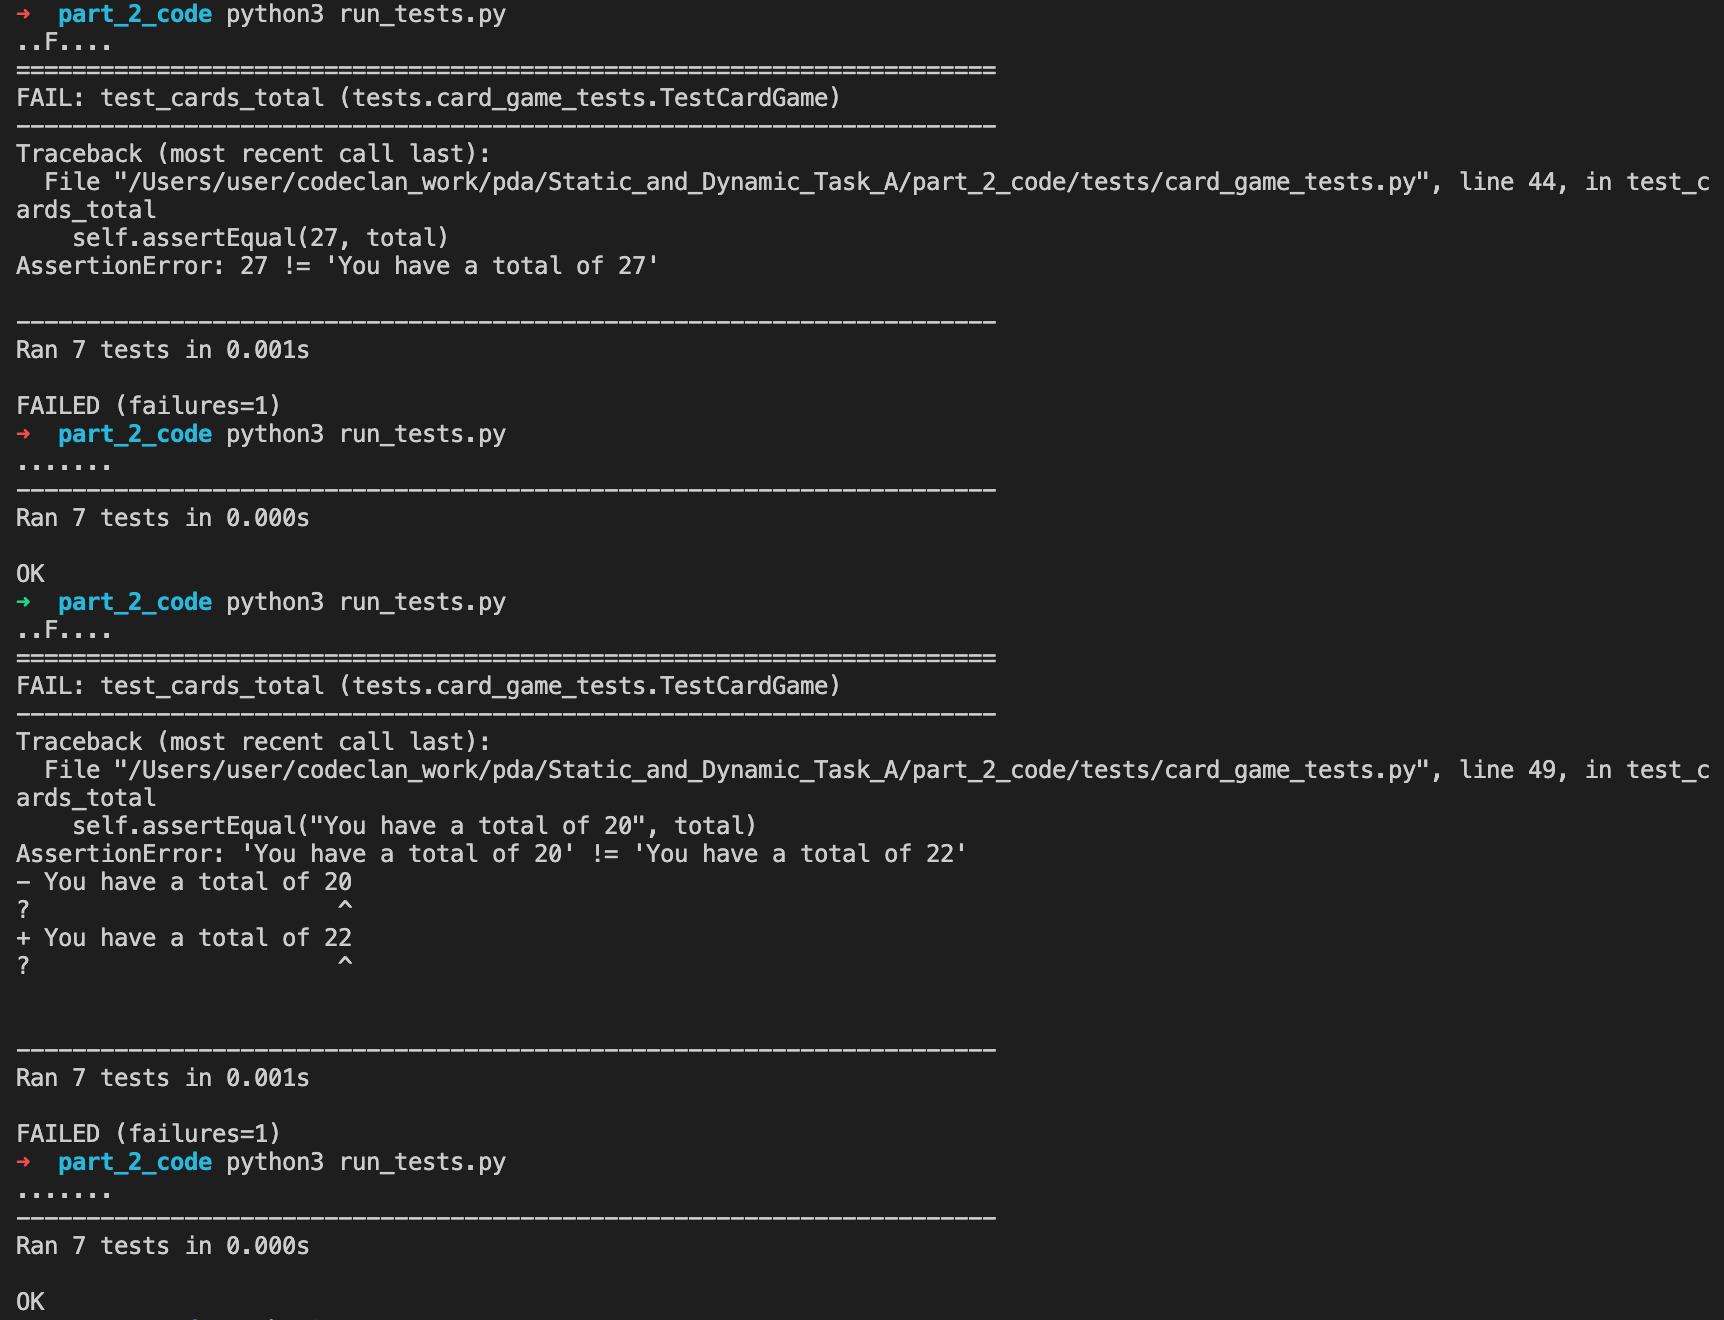 → part_2_code python3 run_tests.py
..F....
======================================================================
FAIL: test_cards_total (tests.card_game_tests.TestCardGame)
----------------------------------------------------------------------
Traceback (most recent call last):
  File "/Users/user/codeclan_work/pda/Static_and_Dynamic_Task_A/part_2_code/tests/card_game_tests.py", line 44, in test_c
ards_total
    self.assertEqual(27, total)
AssertionError: 27 != 'You have a total of 27'

----------------------------------------------------------------------
Ran 7 tests in 0.001s

FAILED (failures=1)
→ part_2_code python3 run_tests.py
.......
----------------------------------------------------------------------
Ran 7 tests in 0.000s

OK
→ part_2_code python3 run_tests.py
..F....
======================================================================
FAIL: test_cards_total (tests.card_game_tests.TestCardGame)
----------------------------------------------------------------------
Traceback (most recent call last):
  File "/Users/user/codeclan_work/pda/Static_and_Dynamic_Task_A/part_2_code/tests/card_game_tests.py", line 49, in test_c
ards_total
    self.assertEqual("You have a total of 20", total)
AssertionError: 'You have a total of 20' != 'You have a total of 22'
- You have a total of 20
?                      ^
+ You have a total of 22
?                      ^


----------------------------------------------------------------------
Ran 7 tests in 0.001s

FAILED (failures=1)
→ part_2_code python3 run_tests.py
.......
----------------------------------------------------------------------
Ran 7 tests in 0.000s

OK